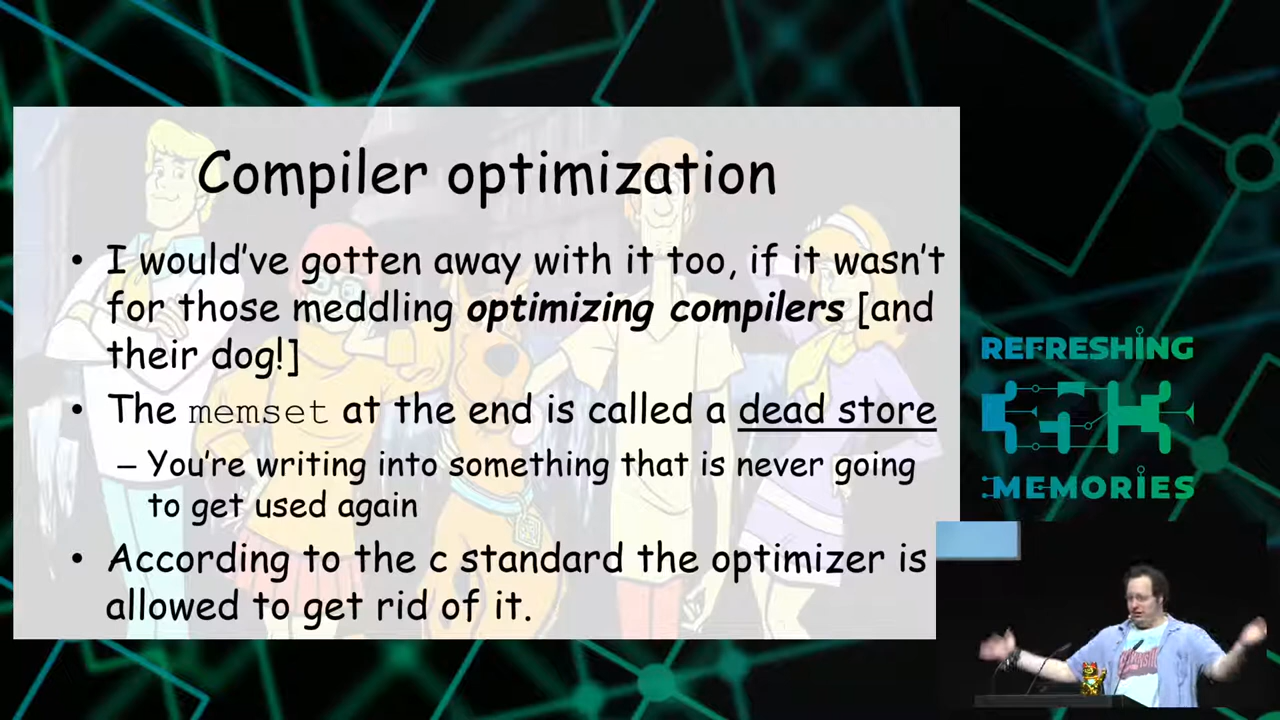 Compiler optimization
• I would've gotten away with it too, if it wasn't
for those meddling optimizing compilers [and
their dog!]
• The memset at the end is called a dead store
– You're writing into something that is never going
to get used again
• According to the c standard the optimizer is
allowed to get rid of it.
REFRESHING
MEMORIES